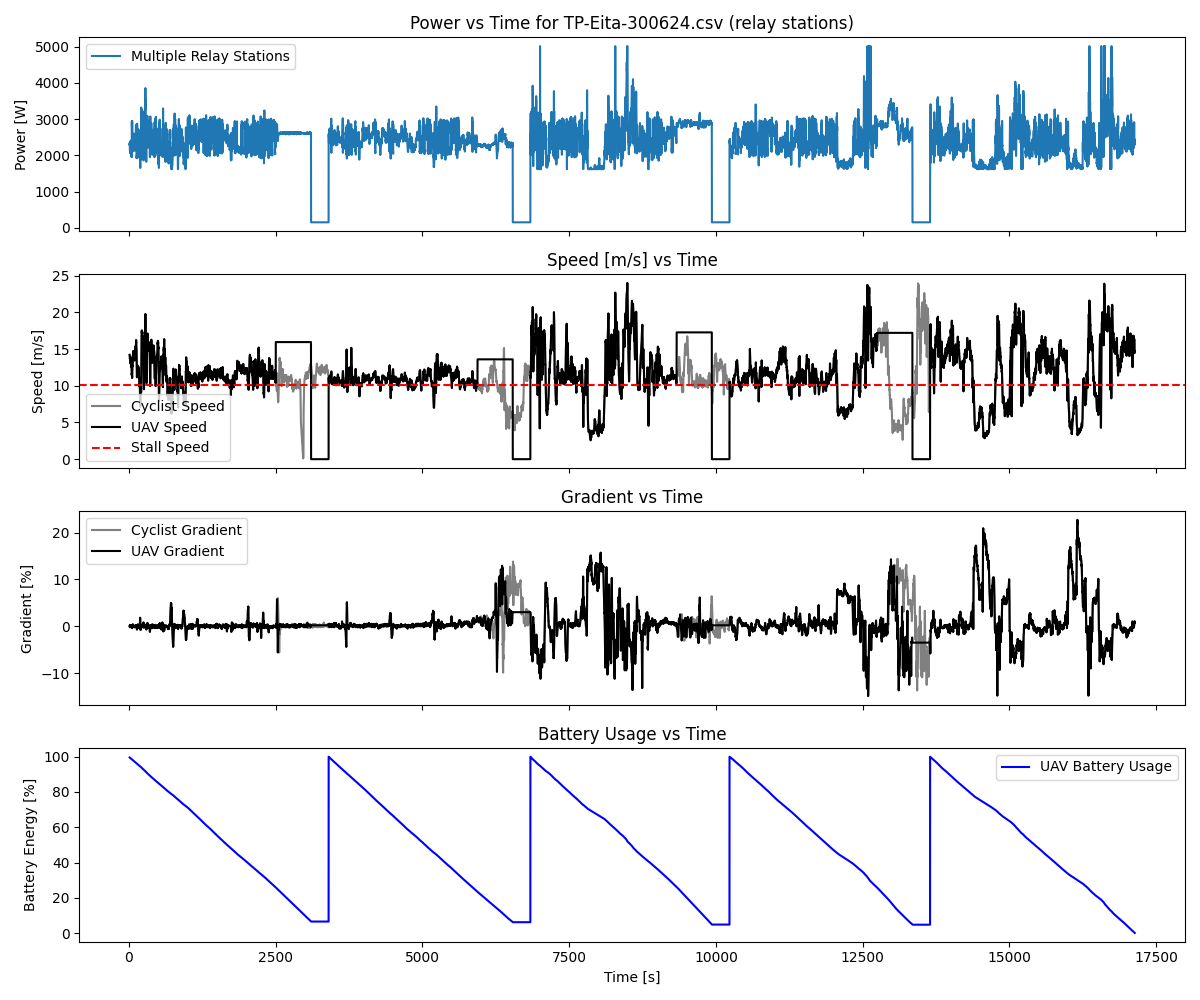 Power vs Time for TP-Eita-300624.csv (relay stations)
Multiple Relay Stations
Power [W]
5000
4000
3000
2000
1000
0
Speed [m/s] vs Time
Speed [m/s]
25
20
15
10
5
0
Cyclist Speed
UAV Speed
Stall Speed
Gradient vs Time
Cyclist Gradient
UAV Gradient
Gradient [%]
20
10
0
−10
Battery Usage vs Time
UAV Battery Usage
Battery Energy [%]
100
80
60
40
20
0
0 2500 5000 7500 10000 12500 15000 17500
Time [s]